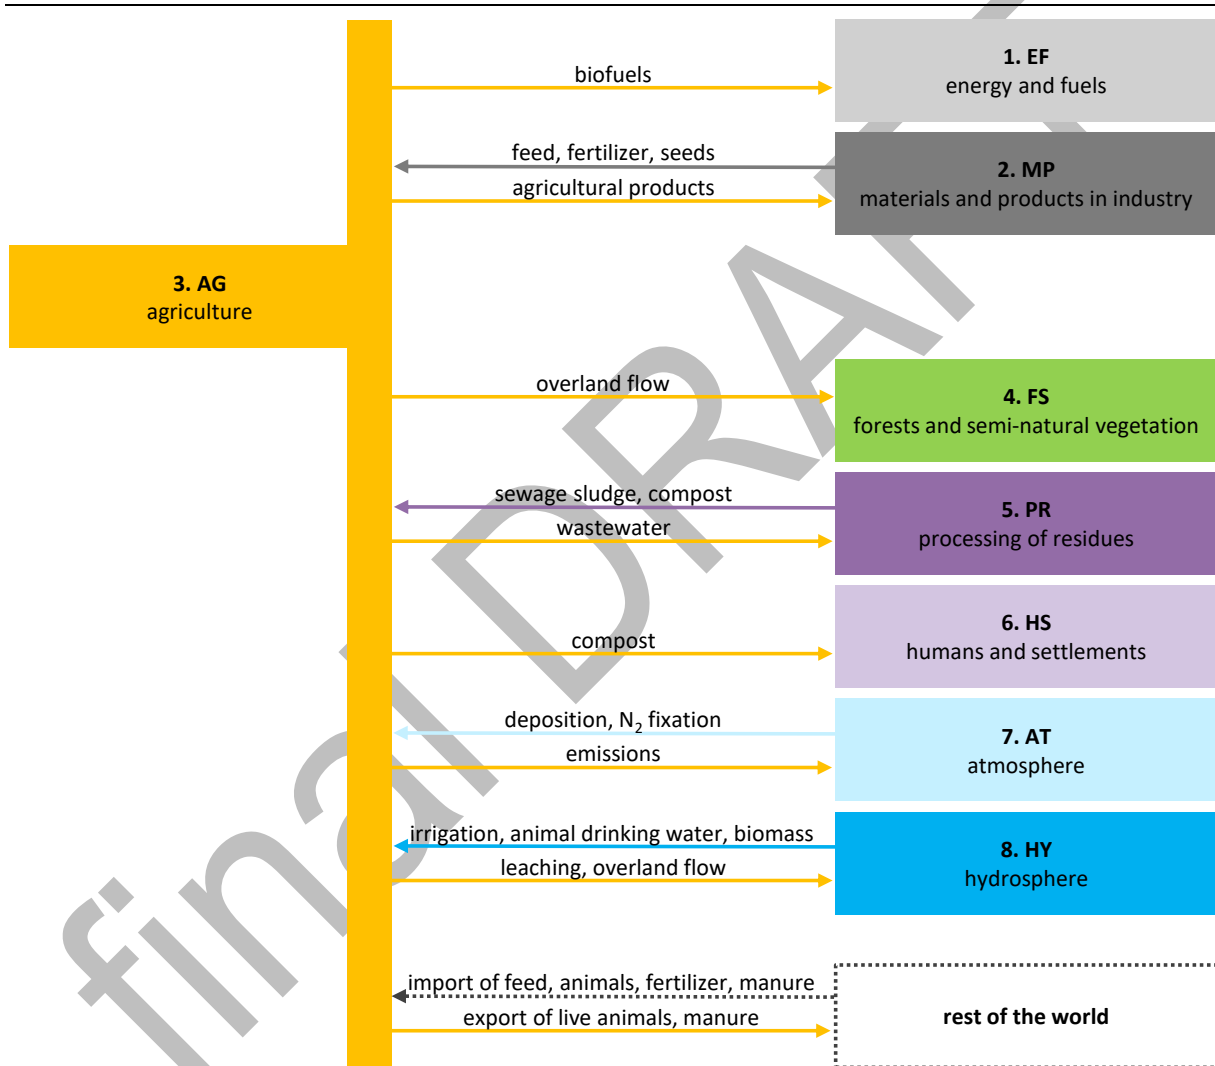 biofuels
1. EF
energy and fuels
feed, fertilizer, seeds
agricultural products
2. MP
materials and products in industry
3. AG
agriculture
overland flow
4. FS
forests and semi-natural vegetation
sewage sludge, compost
wastewater
5. PR
processing of residues
compost
6. HS
humans and settlements
deposition, N₂ fixation
emissions
7. AT
atmosphere
irrigation, animal drinking water, biomass
leaching, overland flow
8. HY
hydrosphere
import of feed, animals, fertilizer, manure
export of live animals, manure
rest of the world
final DRAFT